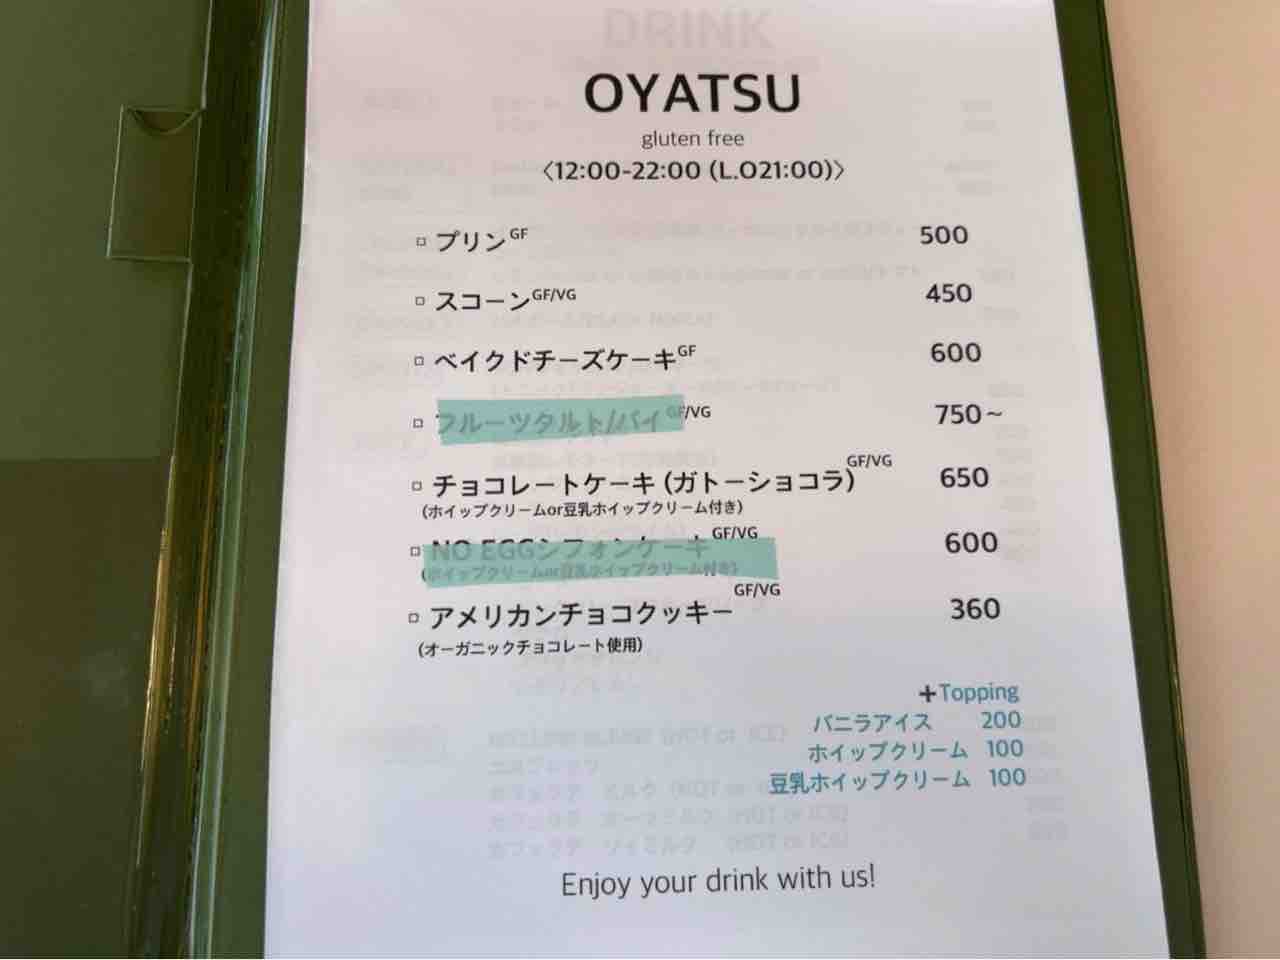 OYATSU
gluten free
〈12:00-22:00 (L.O21:00)〉
プリンGF 500
スコーンGF/VG 450
ベイクドチーズケーキGF 600
フルーツタルト/パイGF/VG 750~
チョコレートケーキ(ガトーショコラ)GF/VG 650
(ホイップクリームor豆乳ホイップクリーム付き)
NO EGGシフォンケーキGF/VG 600
(ホイップクリームor豆乳ホイップクリーム付き)
アメリカンチョコクッキーGF/VG 360
(オーガニックチョコレート使用)
+Topping
バニラアイス 200
ホイップクリーム 100
豆乳ホイップクリーム 100
Enjoy your drink with us!